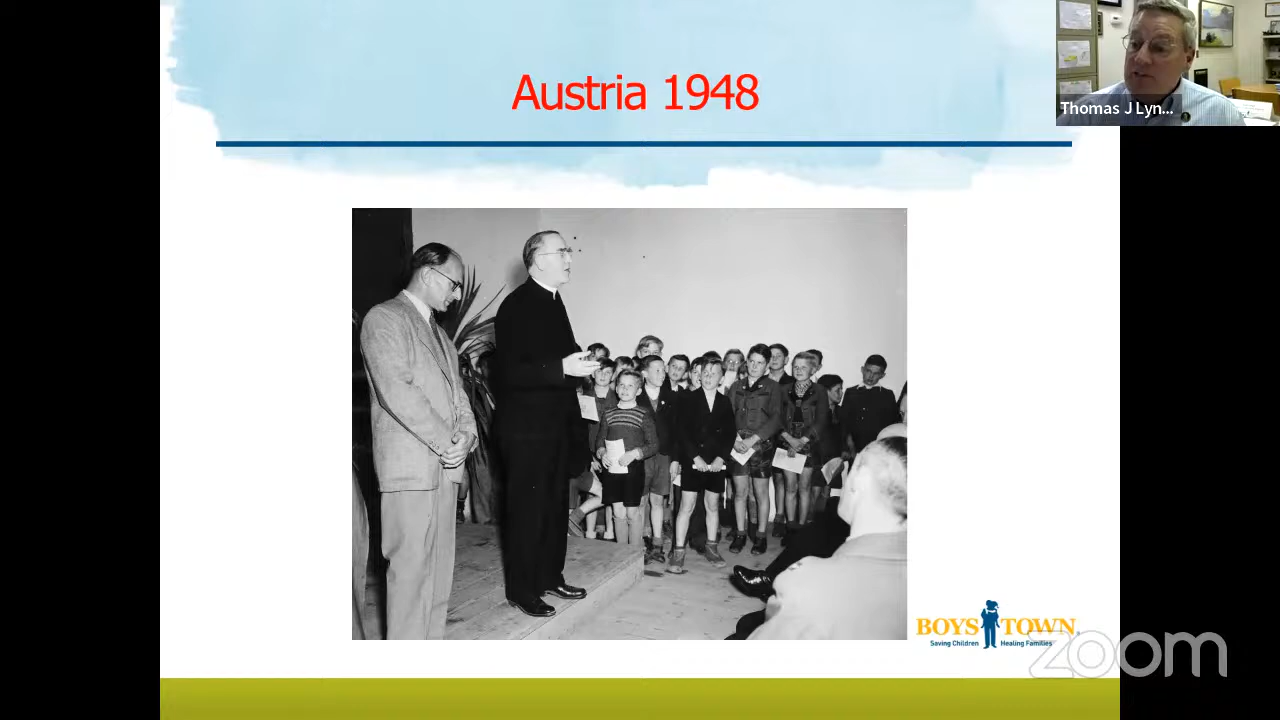 Austria 1948
Thomas J Lyn...
BOYS TOWN
Saving Children Healing Families
zoom